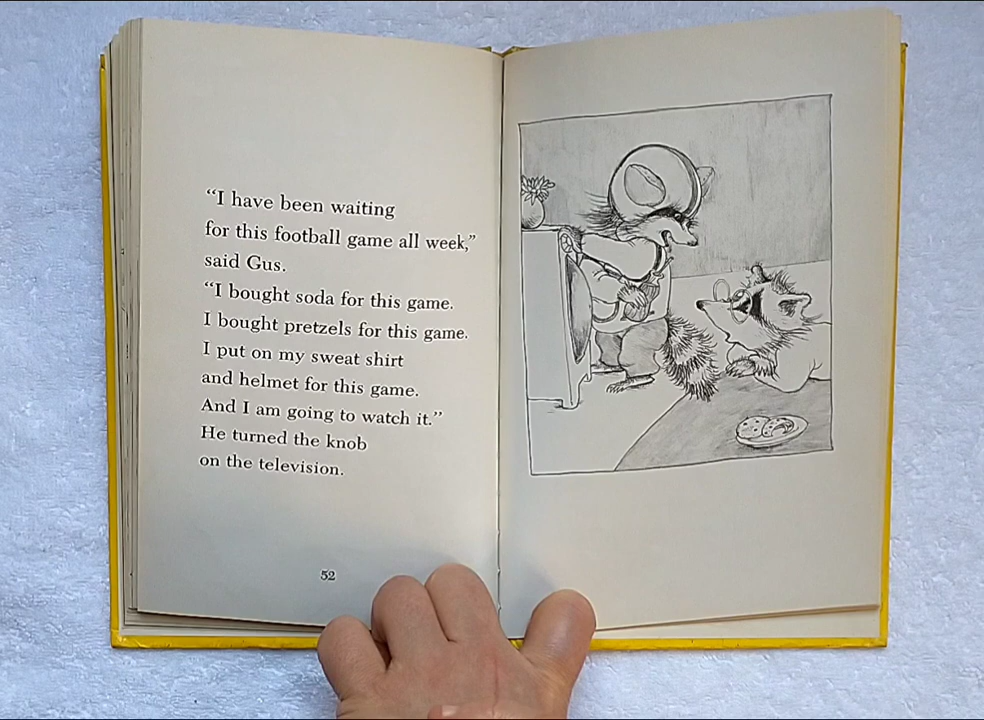 “I have been waiting
for this football game all week,”
said Gus.
“I bought soda for this game.
I bought pretzels for this game.
I put on my sweat shirt
and helmet for this game.
And I am going to watch it.”
He turned the knob
on the television.
52